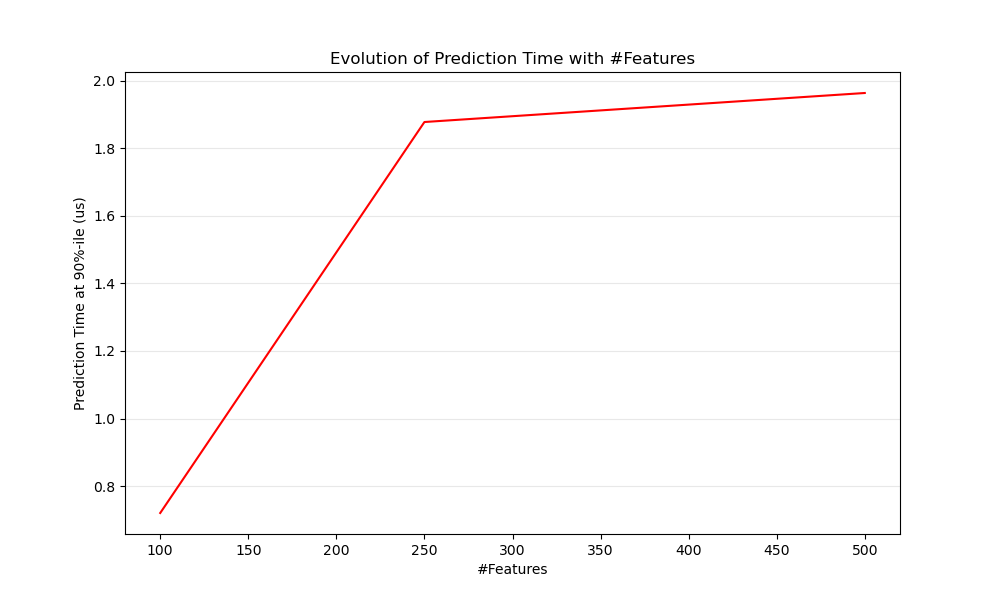 Evolution of Prediction Time with #Features
Prediction Time at 90%-ile (us)
2.0
1.8
1.6
1.4
1.2
1.0
0.8
100 150 200 250 300 350 400 450 500
#Features